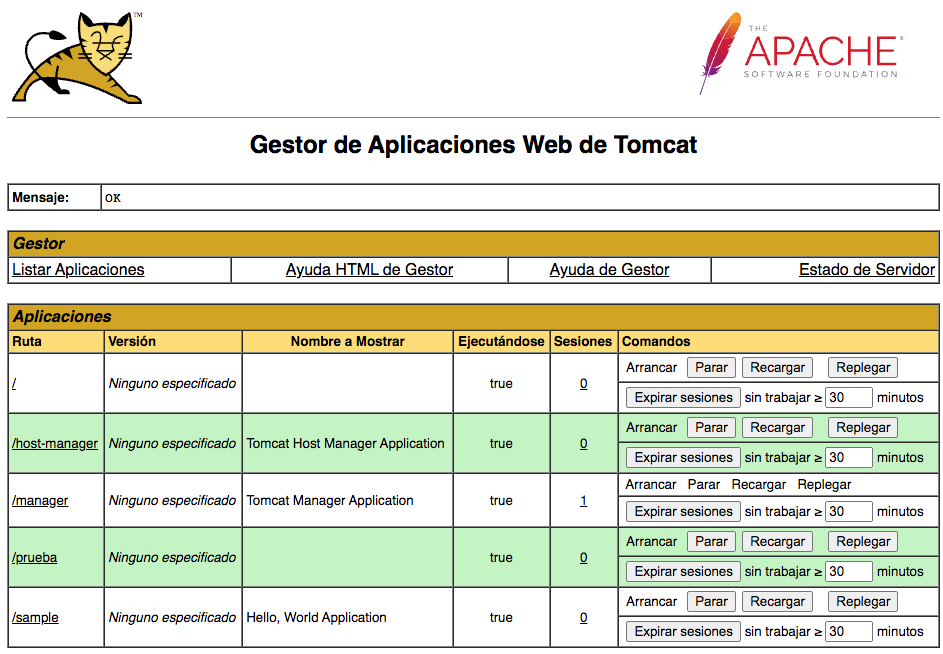 TM
THE
APACHE
SOFTWARE FOUNDATION
Gestor de Aplicaciones Web de Tomcat
Mensaje: OK
Gestor
Listar Aplicaciones Ayuda HTML de Gestor Ayuda de Gestor Estado de Servidor
Aplicaciones
Ruta Versión Nombre a Mostrar Ejecutándose Sesiones Comandos
/ Ninguno especificado true 0 Arrancar Parar Recargar Replegar
Expirar sesiones sin trabajar ≥ 30 minutos
/host-manager Ninguno especificado Tomcat Host Manager Application true 0 Arrancar Parar Recargar Replegar
Expirar sesiones sin trabajar ≥ 30 minutos
/manager Ninguno especificado Tomcat Manager Application true 1 Arrancar Parar Recargar Replegar
Expirar sesiones sin trabajar ≥ 30 minutos
/prueba Ninguno especificado true 0 Arrancar Parar Recargar Replegar
Expirar sesiones sin trabajar ≥ 30 minutos
/sample Ninguno especificado Hello, World Application true 0 Arrancar Parar Recargar Replegar
Expirar sesiones sin trabajar ≥ 30 minutos